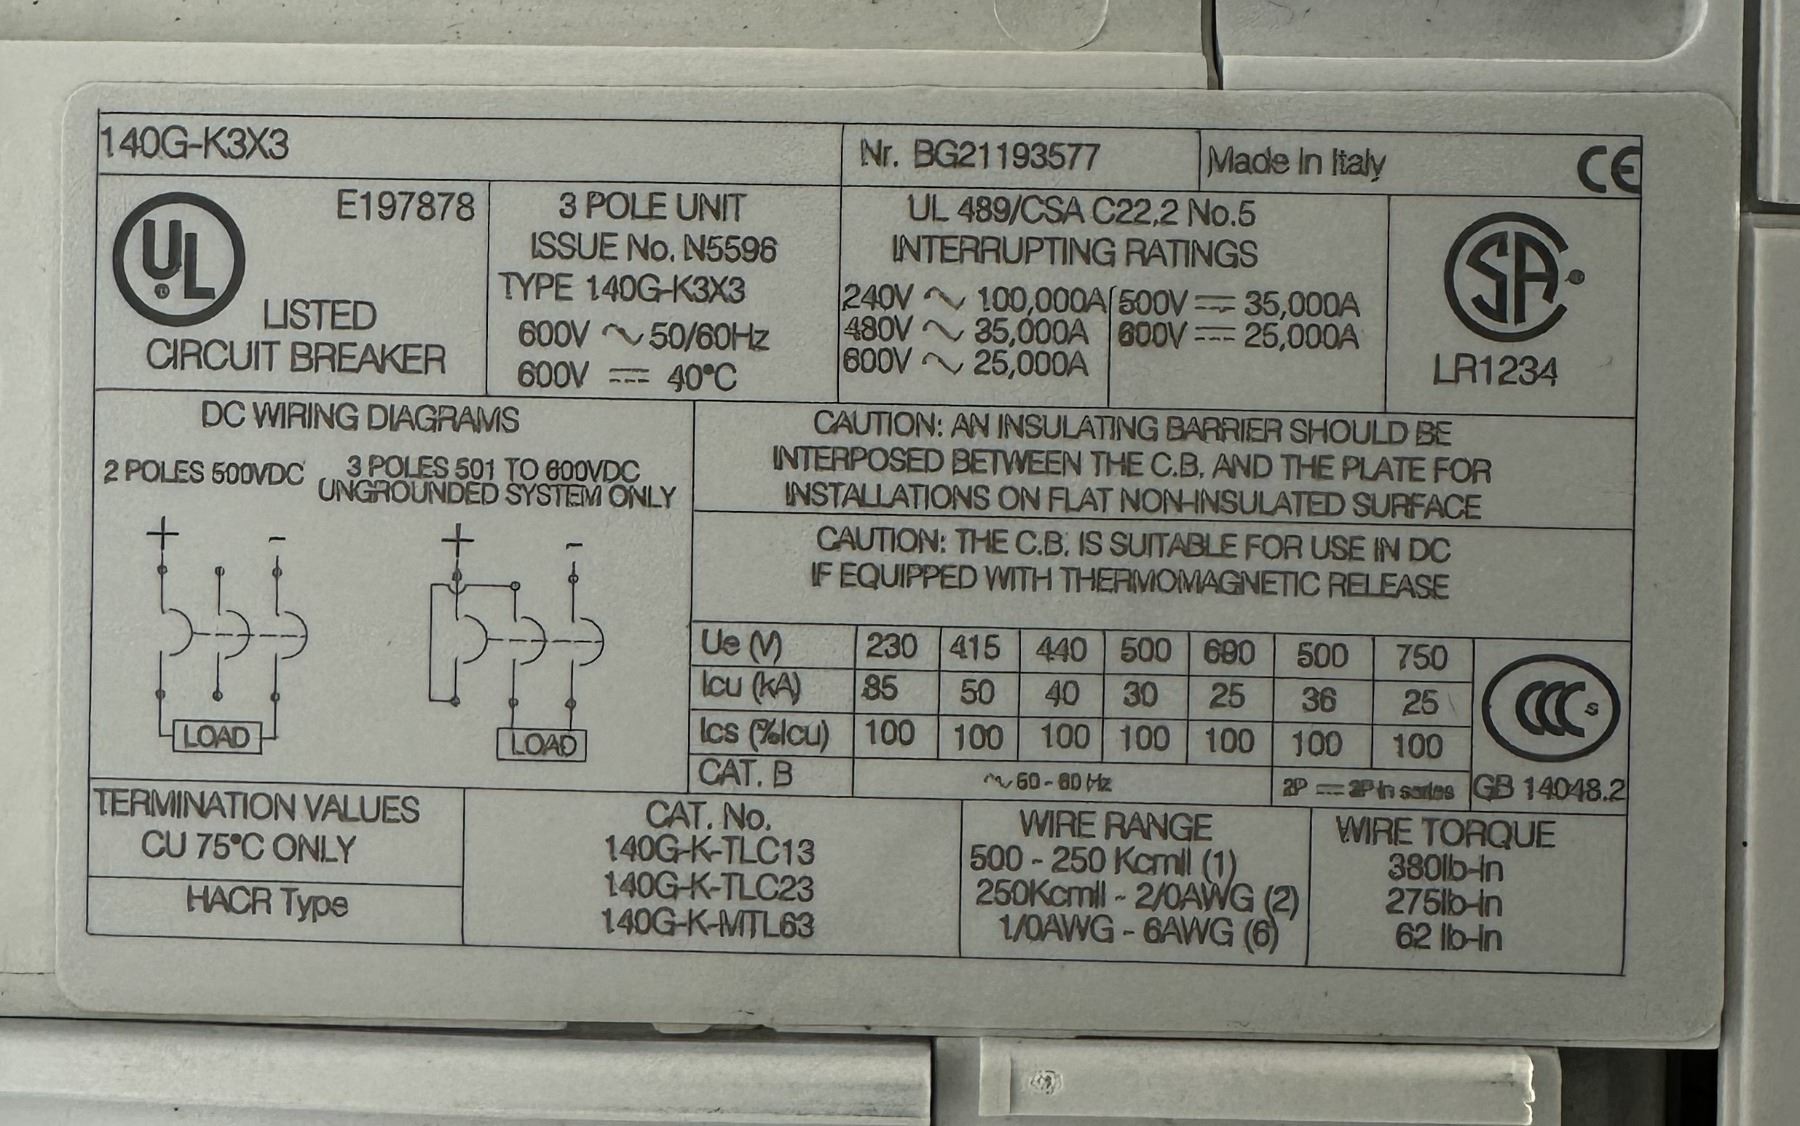 140G-K3X3
Nr. BG21193577
Made in Italy
CE
UL
E197878
LISTED
CIRCUIT BREAKER
3 POLE UNIT
ISSUE No. N5596
TYPE 140G-K3X3
600V ∿ 50/60Hz
600V ⎓ 40°C
UL 489/CSA C22.2 No.5
INTERRUPTING RATINGS
240V ∿ 100,000A
480V ∿ 35,000A
600V ∿ 25,000A
500V ⎓ 35,000A
600V ⎓ 25,000A
SA
LR1234
DC WIRING DIAGRAMS
2 POLES 500VDC
3 POLES 501 TO 600VDC
UNGROUNDED SYSTEM ONLY
+ -
+ -
LOAD
LOAD
CAUTION: AN INSULATING BARRIER SHOULD BE
INTERPOSED BETWEEN THE C.B. AND THE PLATE FOR
INSTALLATIONS ON FLAT NON-INSULATED SURFACE
CAUTION: THE C.B. IS SUITABLE FOR USE IN DC
IF EQUIPPED WITH THERMOMAGNETIC RELEASE
Ue (V) 230 415 440 500 690 500 750
Icu (kA) 85 50 40 30 25 36 25
Ics (%Icu) 100 100 100 100 100 100 100
CAT. B ∿ 50-60 Hz 2P ⎓ 3P in series
CCC S
GB 14048.2
TERMINATION VALUES
CU 75°C ONLY
HACR Type
CAT. No.
140G-K-TLC13
140G-K-TLC23
140G-K-MTL63
WIRE RANGE
500 - 250 Kcmil (1)
250Kcmil - 2/0AWG (2)
1/0AWG - 6AWG (6)
WIRE TORQUE
380lb-in
275lb-in
62 lb-in